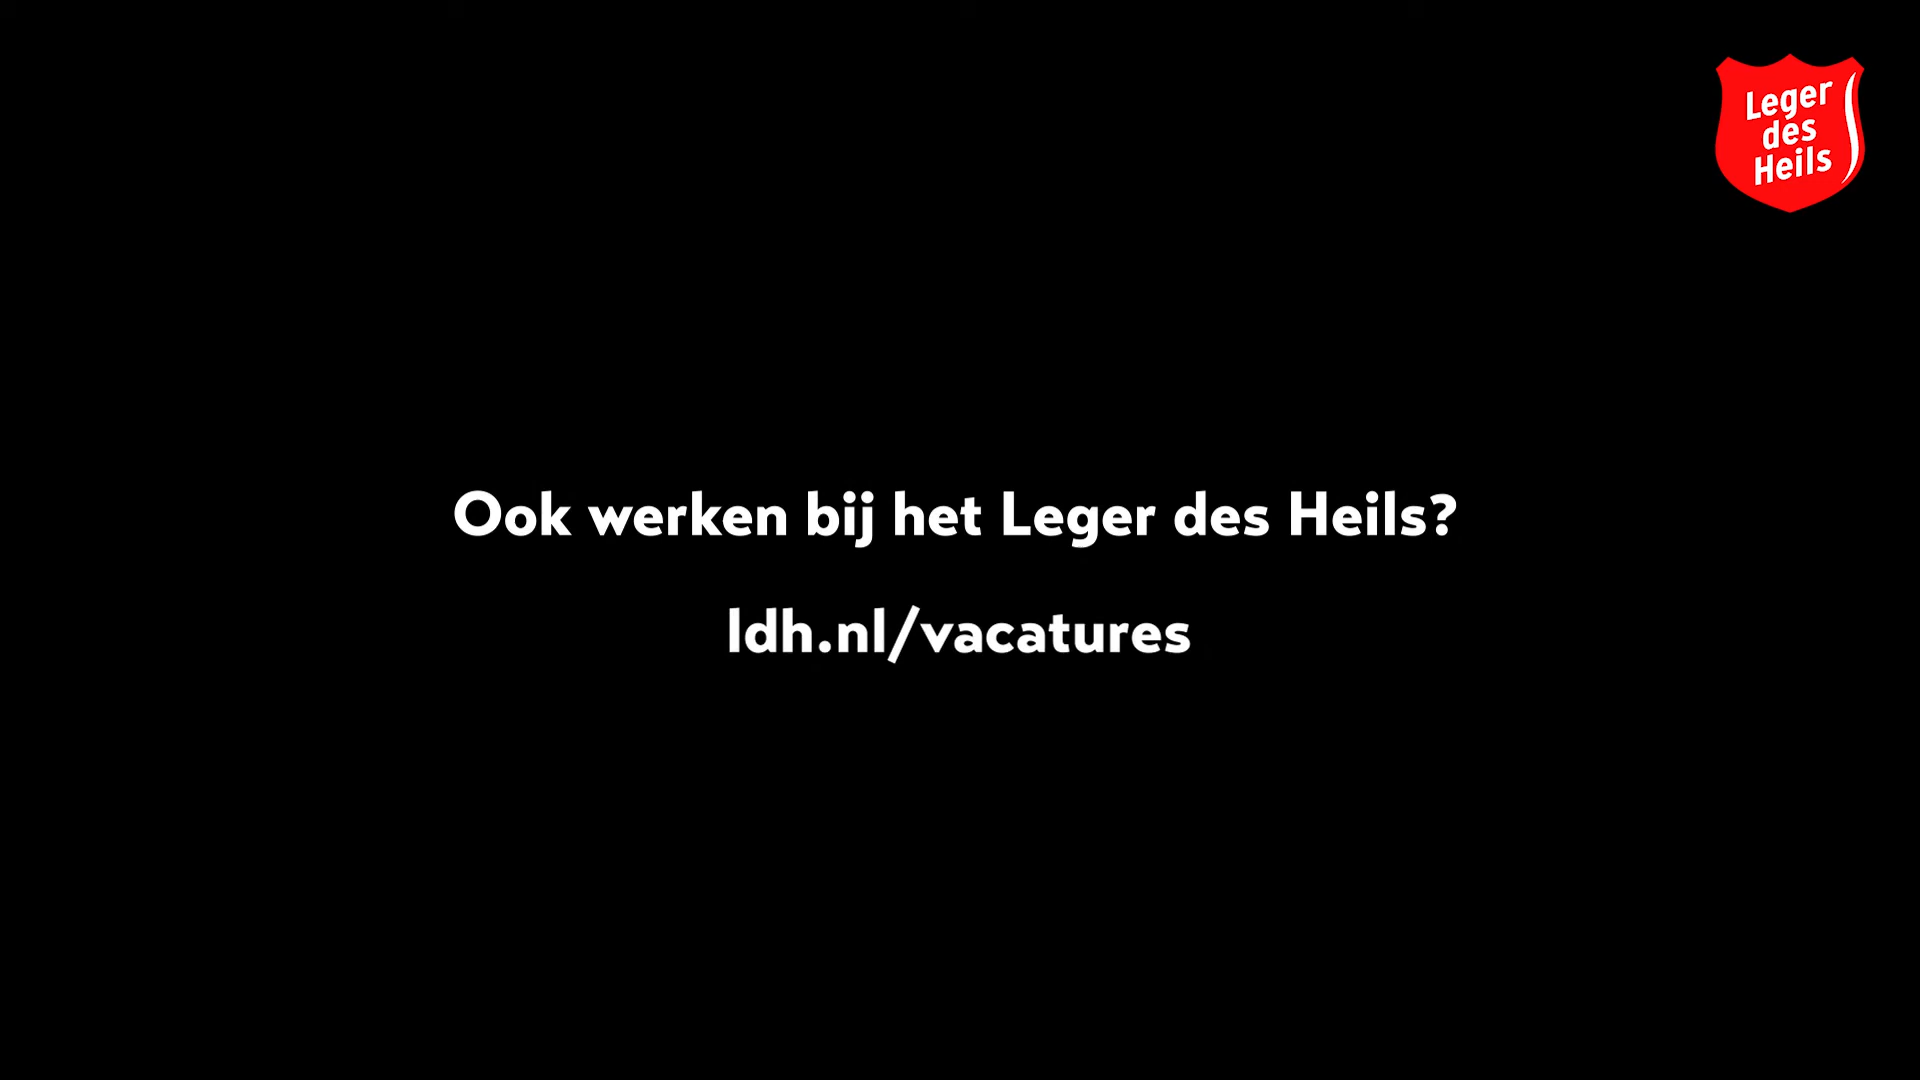 Leger
des
Heils
Ook werken bij het Leger des Heils?
ldh.nl/vacatures